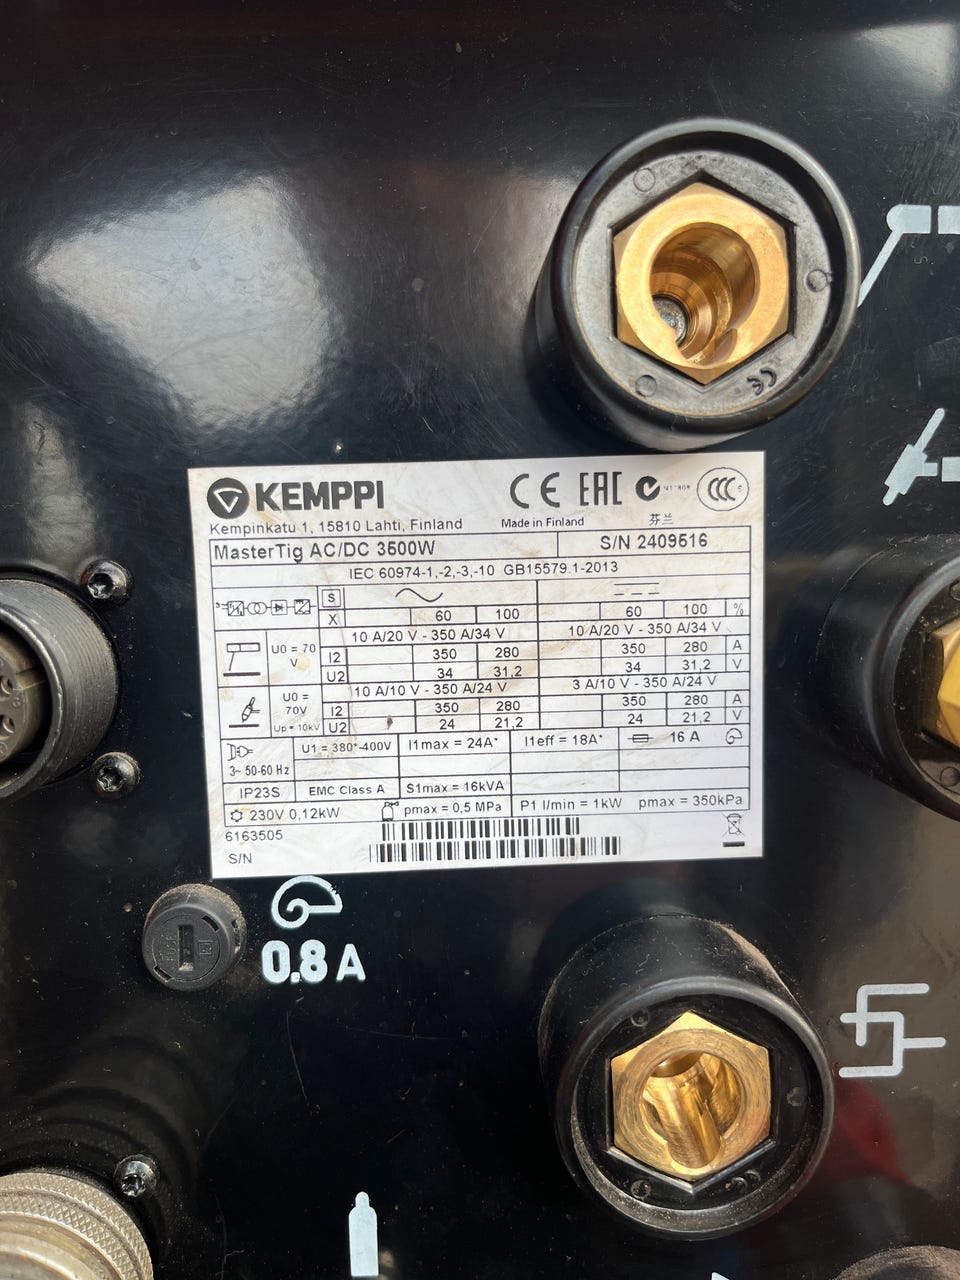 KEMPPI CE EAC CCC
Kempinkatu 1, 15810 Lahti, Finland Made in Finland 芬兰
MasterTig AC/DC 3500W S/N 2409516
IEC 60974-1,-2,-3,-10 GB15579.1-2013
3~ S
X 60 100 60 100 %
10 A/20 V - 350 A/34 V 10 A/20 V - 350 A/34 V
U0 = 70 V
I2 350 280 350 280 A
U2 34 31,2 34 31,2 V
10 A/10 V - 350 A/24 V 3 A/10 V - 350 A/24 V
U0 = 70V
Up = 10kV
I2 350 280 350 280 A
U2 24 21,2 24 21,2 V
3~ 50-60 Hz U1 = 380*-400V I1max = 24A* I1eff = 18A* 16 A
IP23S EMC Class A S1max = 16kVA
230V 0,12kW pmax = 0,5 MPa P1 l/min = 1kW pmax = 350kPa
6163505
S/N
0.8 A